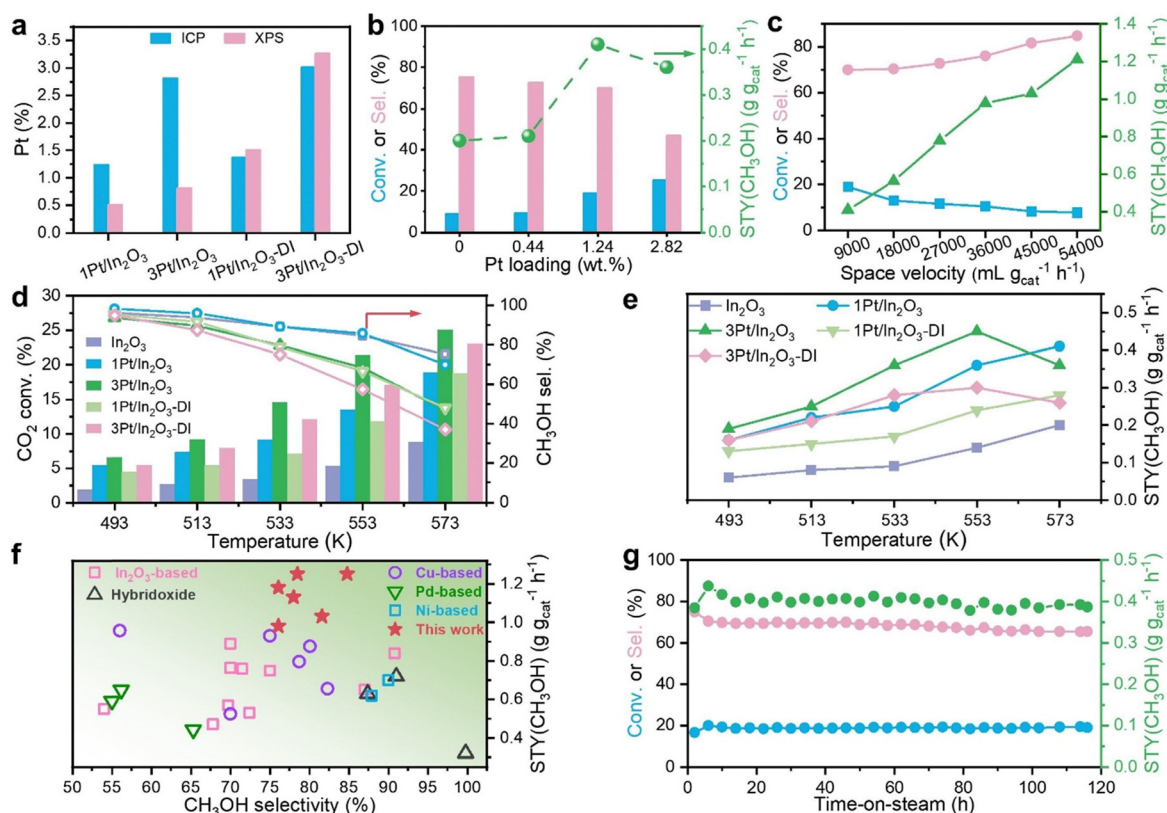 a
ICP XPS
3.5
3.0
2.5
2.0
1.5
1.0
0.5
0.0
Pt (%)
1Pt/In₂O₃ 3Pt/In₂O₃ 1Pt/In₂O₃-DI 3Pt/In₂O₃-DI
b
100
80
60
40
20
0
Conv. or Sel. (%)
0 0.44 1.24 2.82
Pt loading (wt.%)
0.4
0.3
0.2
0.1
0.0
STY(CH₃OH) (g gcat⁻¹ h⁻¹)
c
80
60
40
20
0
Conv. or Sel. (%)
9000 18000 27000 36000 45000 54000
Space velocity (mL gcat⁻¹ h⁻¹)
1.4
1.2
1.0
0.8
0.6
0.4
STY(CH₃OH) (g gcat⁻¹ h⁻¹)
d
30
25
20
15
10
5
0
CO₂ conv. (%)
In₂O₃
1Pt/In₂O₃
3Pt/In₂O₃
1Pt/In₂O₃-DI
3Pt/In₂O₃-DI
493 513 533 553 573
Temperature (K)
100
80
60
40
20
0
CH₃OH sel. (%)
e
In₂O₃ 1Pt/In₂O₃
3Pt/In₂O₃ 1Pt/In₂O₃-DI
3Pt/In₂O₃-DI
493 513 533 553 573
Temperature (K)
0.5
0.4
0.3
0.2
0.1
0.0
STY(CH₃OH) (g gcat⁻¹ h⁻¹)
f
In₂O₃-based Cu-based
Hybridoxide Pd-based
Ni-based
This work
50 55 60 65 70 75 80 85 90 95 100
CH₃OH selectivity (%)
1.2
1.0
0.8
0.6
0.4
STY(CH₃OH) (g gcat⁻¹ h⁻¹)
g
100
80
60
40
20
0
Conv. or Sel. (%)
0 20 40 60 80 100 120
Time-on-steam (h)
0.5
0.4
0.3
0.2
0.1
0.0
STY(CH₃OH) (g gcat⁻¹ h⁻¹)